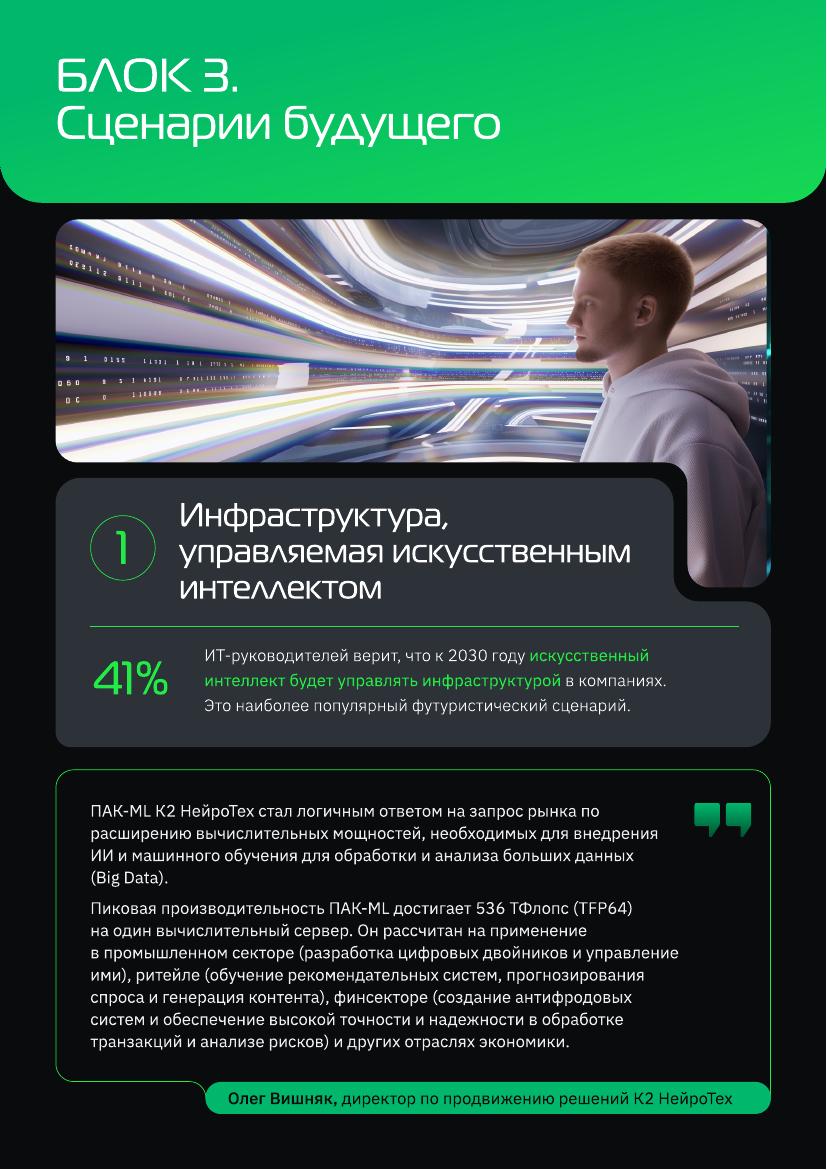 БЛОК 3.
Сценарии будущего
1
Инфраструктура,
управляемая искусственным
интеллектом
41%
ИТ-руководителей верит, что к 2030 году искусственный
интеллект будет управлять инфраструктурой в компаниях.
Это наиболее популярный футуристический сценарий.
ПАК-ML К2 НейроТех стал логичным ответом на запрос рынка по
расширению вычислительных мощностей, необходимых для внедрения
ИИ и машинного обучения для обработки и анализа больших данных
(Big Data).
Пиковая производительность ПАК-ML достигает 536 ТФлопс (TFP64)
на один вычислительный сервер. Он рассчитан на применение
в промышленном секторе (разработка цифровых двойников и управление
ими), ритейле (обучение рекомендательных систем, прогнозирования
спроса и генерация контента), финсекторе (создание антифродовых
систем и обеспечение высокой точности и надежности в обработке
транзакций и анализе рисков) и других отраслях экономики.
Олег Вишняк, директор по продвижению решений К2 НейроТех